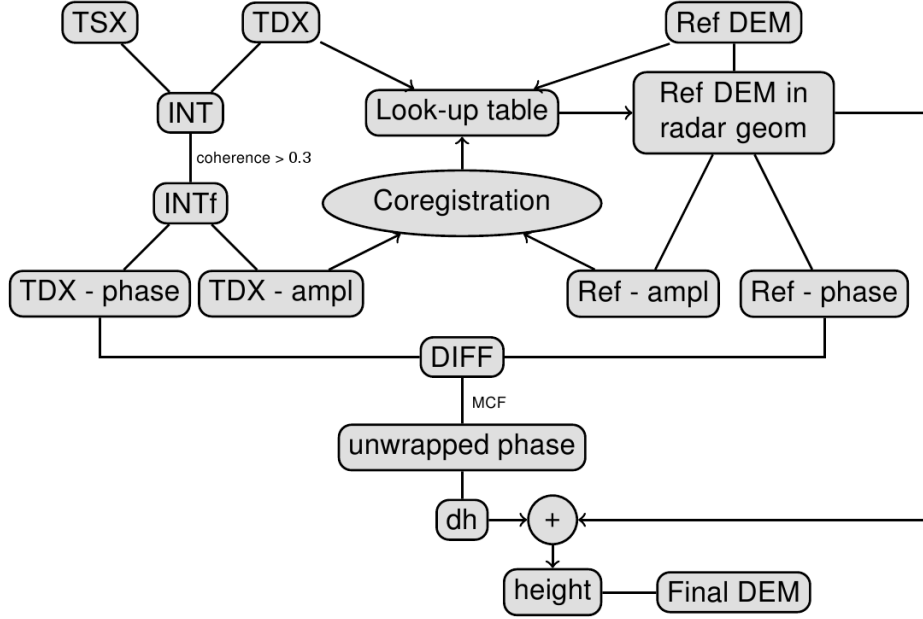 TSX
TDX
Ref DEM
INT
Look-up table
Ref DEM in
radar geom
coherence > 0.3
INTf
Coregistration
TDX - phase
TDX - ampl
Ref - ampl
Ref - phase
DIFF
MCF
unwrapped phase
dh
+
height
Final DEM